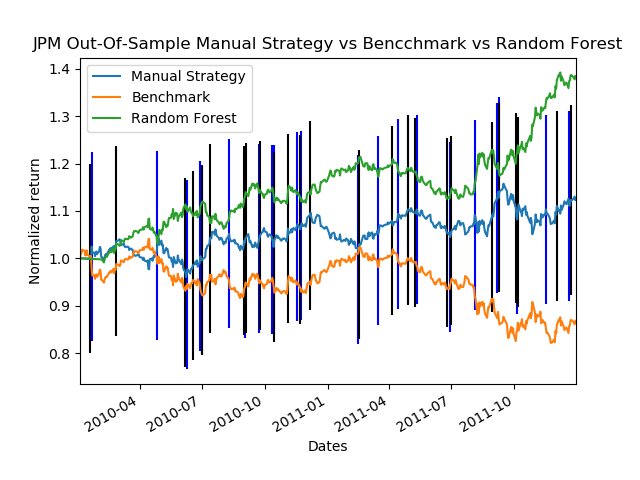 JPM Out-Of-Sample Manual Strategy vs Bencchmark vs Random Forest
Manual Strategy
Benchmark
Random Forest
Normalized return
1.4
1.3
1.2
1.1
1.0
0.9
0.8
2010-04
2010-07
2010-10
2011-01
2011-04
2011-07
2011-10
Dates